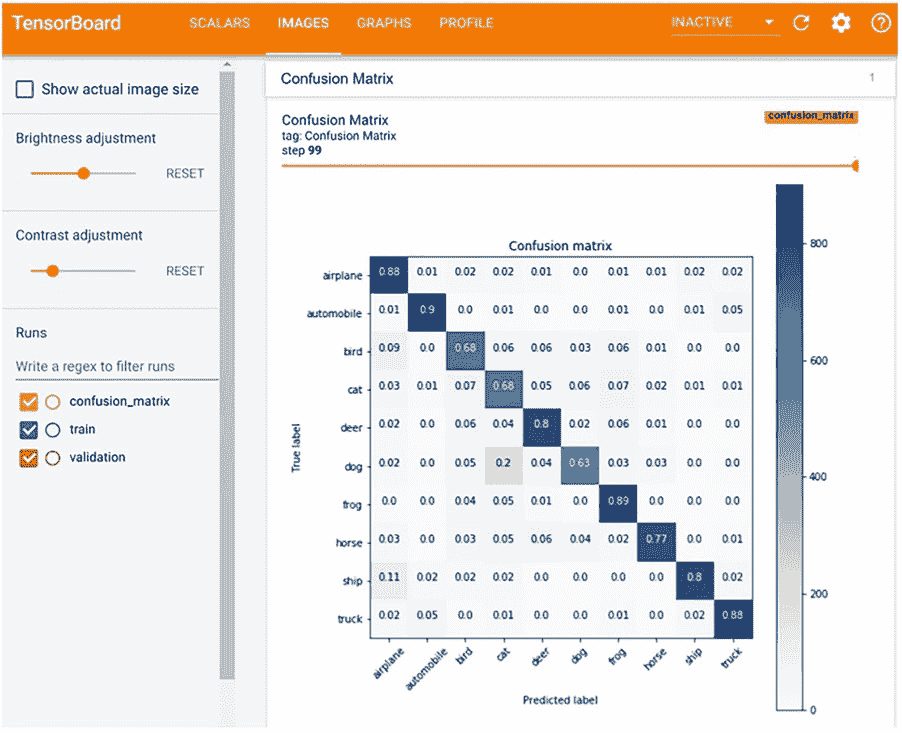 TensorBoard SCALARS IMAGES GRAPHS PROFILE INACTIVE
Show actual image size
Brightness adjustment
RESET
Contrast adjustment
RESET
Runs
Write a regex to filter runs
confusion_matrix
train
validation
Confusion Matrix 1
Confusion Matrix confusion_matrix
tag: Confusion Matrix
step 99
Confusion matrix
True label
airplane 0.88 0.01 0.02 0.02 0.01 0.0 0.01 0.01 0.02 0.02
automobile 0.01 0.9 0.0 0.01 0.0 0.0 0.01 0.0 0.01 0.05
bird 0.09 0.0 0.68 0.06 0.06 0.03 0.06 0.01 0.0 0.0
cat 0.03 0.01 0.07 0.68 0.05 0.06 0.07 0.02 0.01 0.01
deer 0.02 0.0 0.06 0.04 0.8 0.02 0.06 0.01 0.0 0.0
dog 0.02 0.0 0.05 0.2 0.04 0.63 0.03 0.03 0.0 0.0
frog 0.0 0.0 0.04 0.05 0.01 0.0 0.89 0.0 0.0 0.0
horse 0.03 0.0 0.03 0.05 0.06 0.04 0.02 0.77 0.0 0.01
ship 0.11 0.02 0.02 0.02 0.0 0.0 0.0 0.0 0.8 0.02
truck 0.02 0.05 0.0 0.01 0.0 0.0 0.01 0.0 0.02 0.88
airplane automobile bird cat deer dog frog horse ship truck
Predicted label
800
600
400
200
0